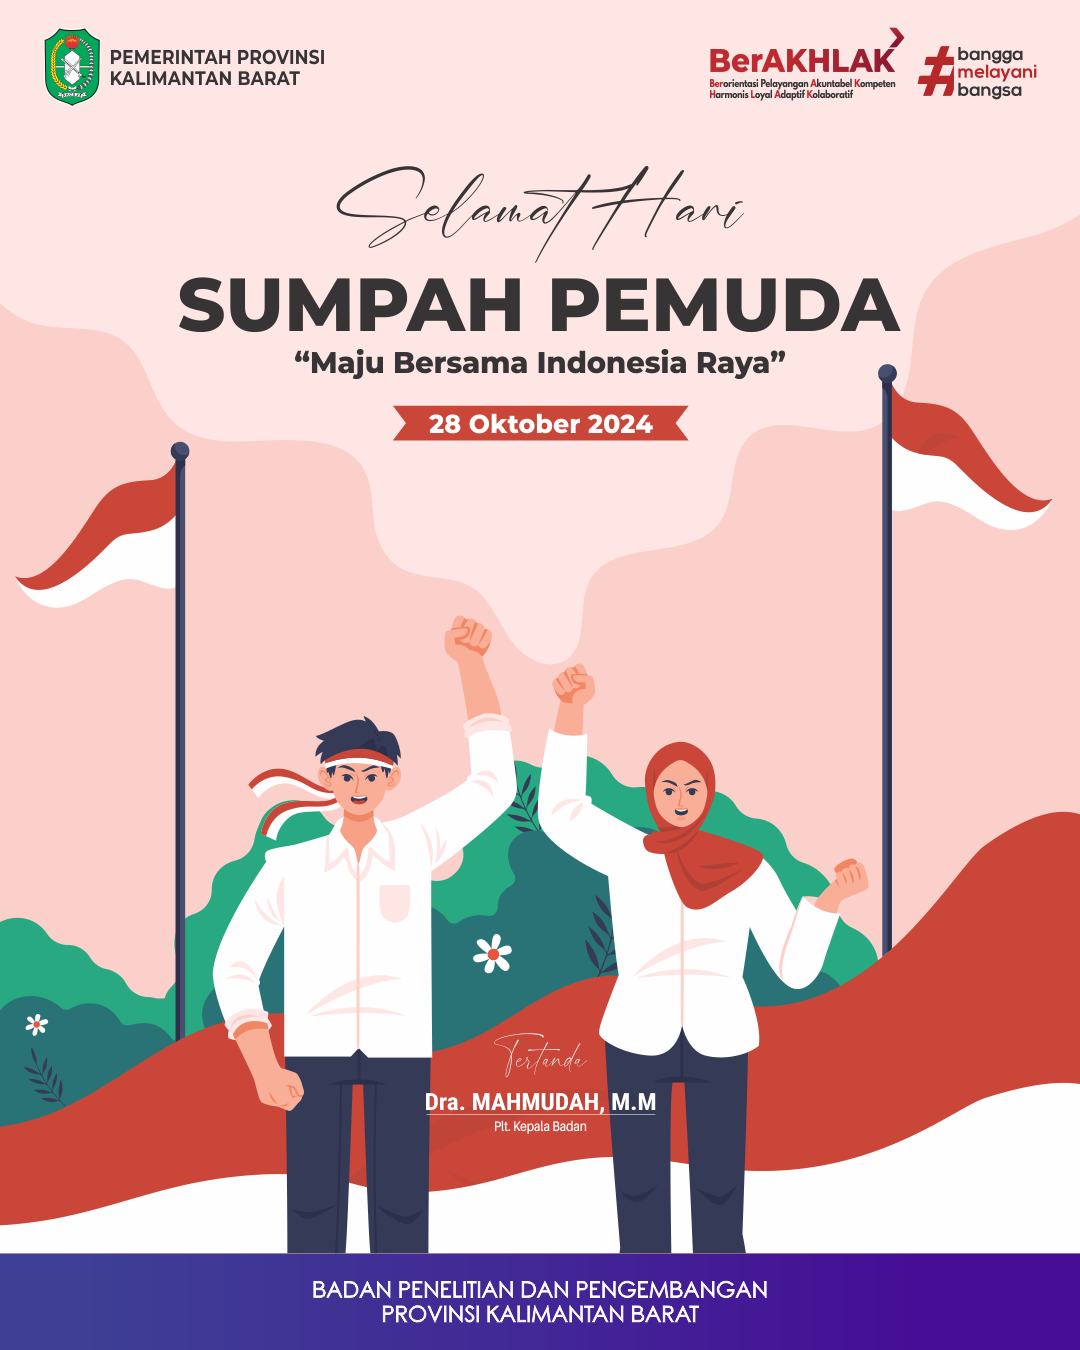 PEMERINTAH PROVINSI
KALIMANTAN BARAT
BerAKHLAK
Berorientasi Pelayangan Akuntabel Kompeten
Harmonis Loyal Adaptif Kolaboratif
#bangga
melayani
bangsa
Selamat Hari
SUMPAH PEMUDA
“Maju Bersama Indonesia Raya”
28 Oktober 2024
Tertanda
Dra. MAHMUDAH, M.M
Plt. Kepala Badan
BADAN PENELITIAN DAN PENGEMBANGAN
PROVINSI KALIMANTAN BARAT